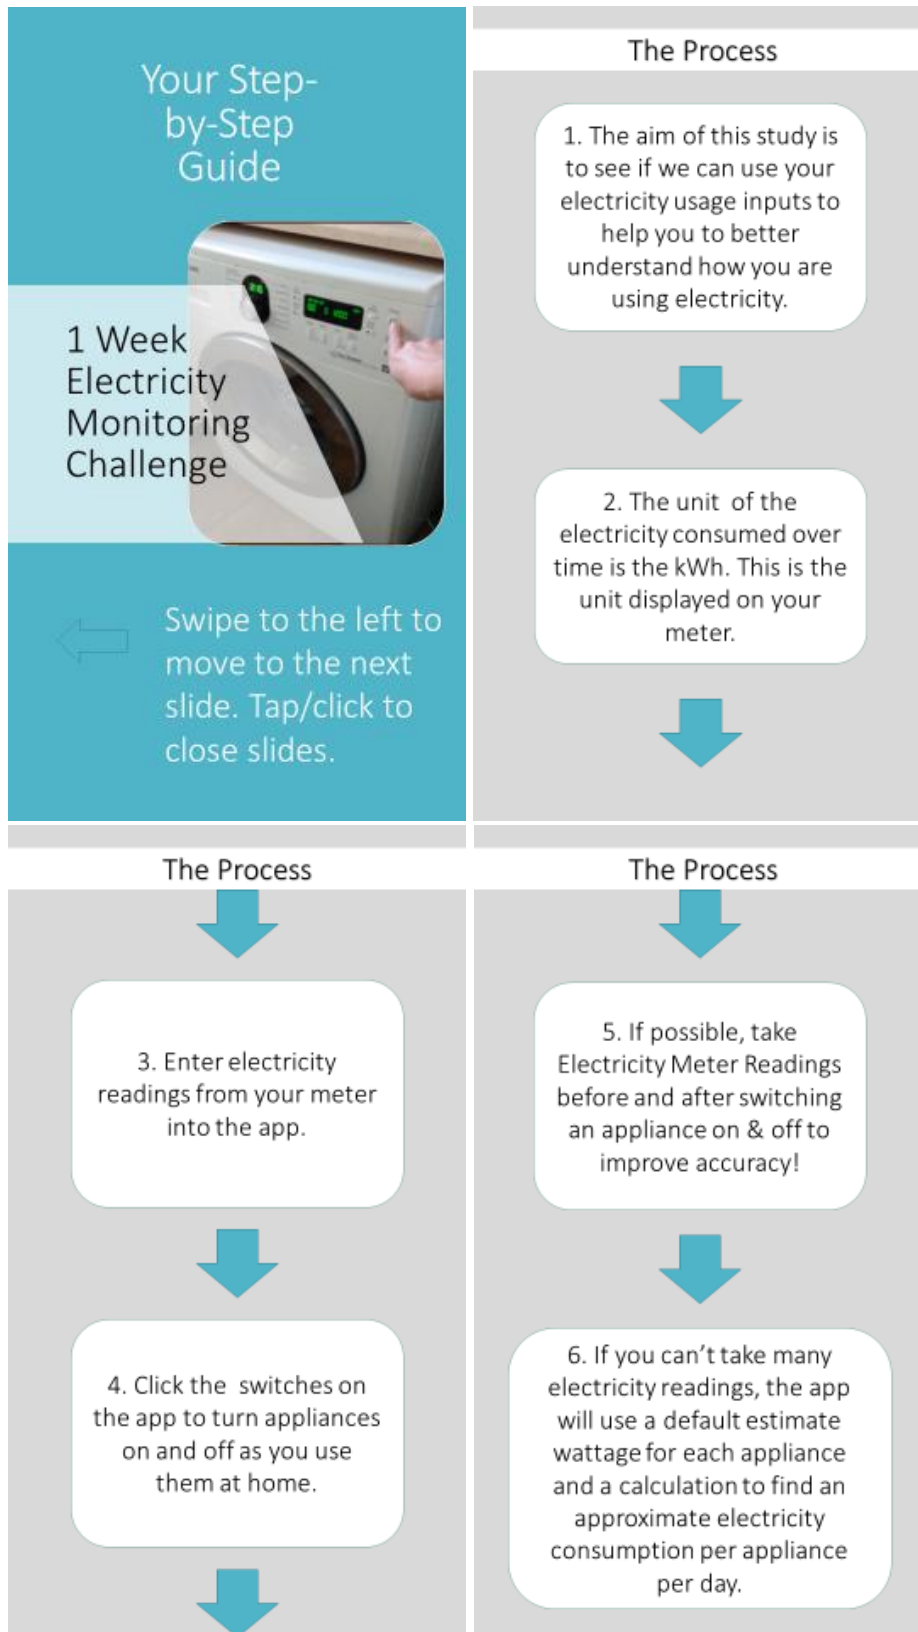 Your Step-
by-Step
Guide
1 Week
Electricity
Monitoring
Challenge
Swipe to the left to
move to the next
slide. Tap/click to
close slides.
The Process
1. The aim of this study is
to see if we can use your
electricity usage inputs to
help you to better
understand how you are
using electricity.
2. The unit of the
electricity consumed over
time is the kWh. This is the
unit displayed on your
meter.
The Process
3. Enter electricity
readings from your meter
into the app.
4. Click the switches on
the app to turn appliances
on and off as you use
them at home.
The Process
5. If possible, take
Electricity Meter Readings
before and after switching
an appliance on & off to
improve accuracy!
6. If you can't take many
electricity readings, the app
will use a default estimate
wattage for each appliance
and a calculation to find an
approximate electricity
consumption per appliance
per day.